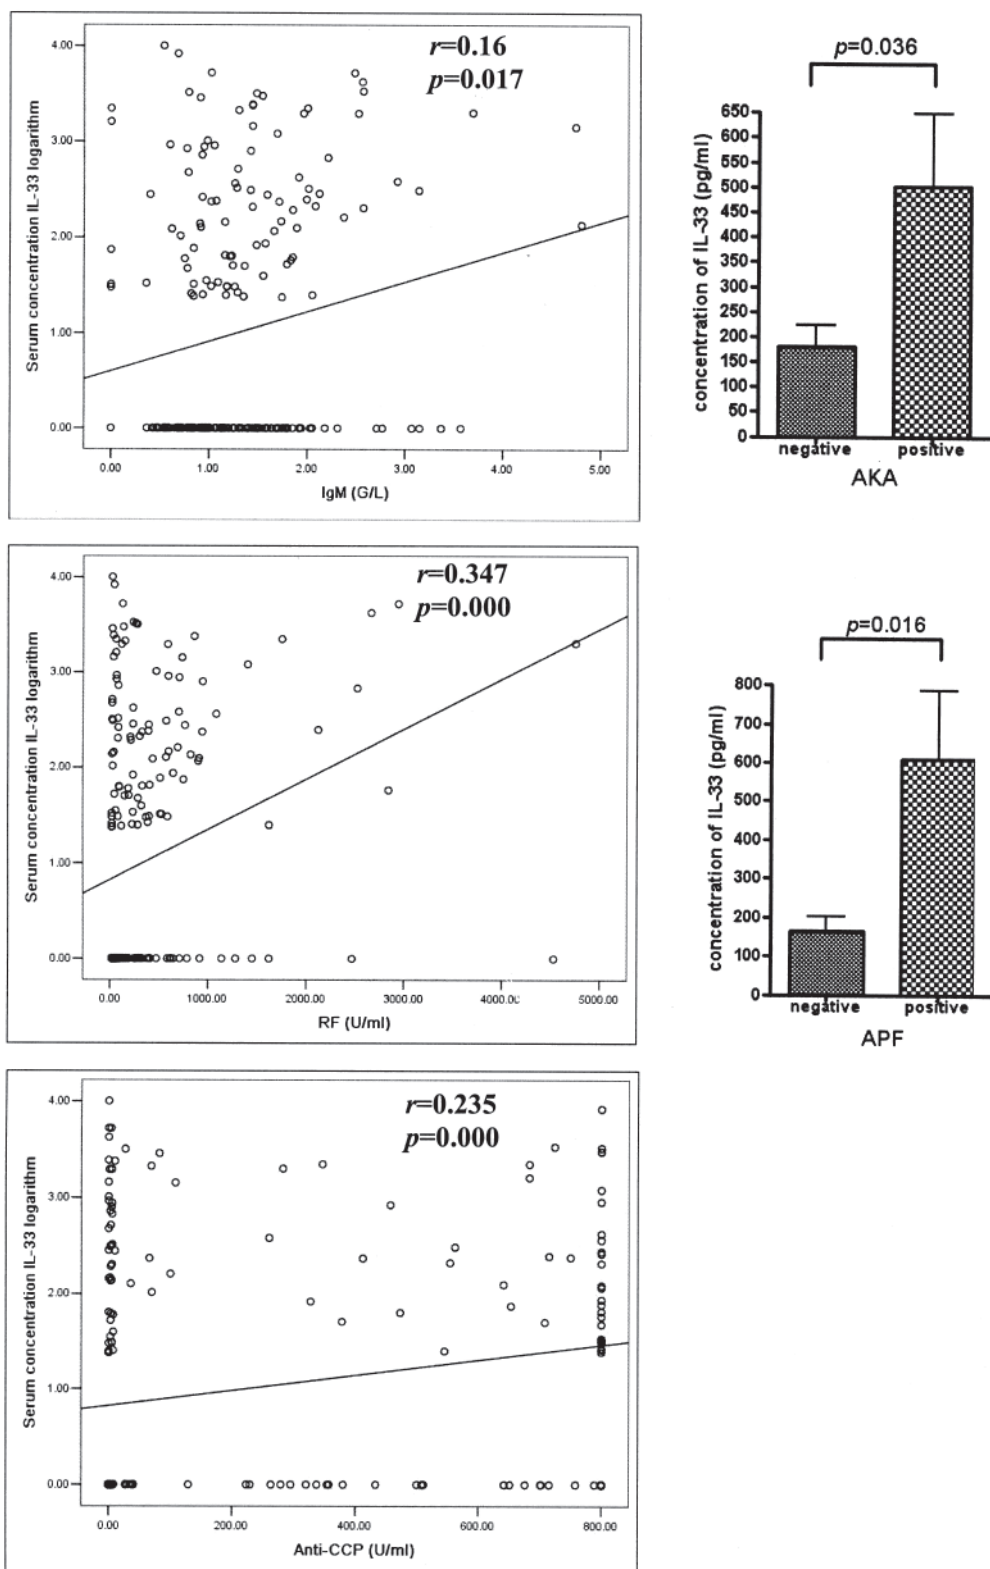 r=0.16
p=0.017
4.00
3.00
2.00
1.00
0.00
Serum concentration IL-33 logarithm
0.00 1.00 2.00 3.00 4.00 5.00
IgM (G/L)
p=0.036
650
600
550
500
450
400
350
300
250
200
150
100
50
0
concentration of IL-33 (pg/ml)
negative positive
AKA
r=0.347
p=0.000
4.00
3.00
2.00
1.00
0.00
Serum concentration IL-33 logarithm
0.00 1000.00 2000.00 3000.00 4000.00 5000.00
RF (U/ml)
p=0.016
800
700
600
500
400
300
200
100
0
concentration of IL-33 (pg/ml)
negative positive
APF
r=0.235
p=0.000
4.00
3.00
2.00
1.00
0.00
Serum concentration IL-33 logarithm
0.00 200.00 400.00 600.00 800.00
Anti-CCP (U/ml)